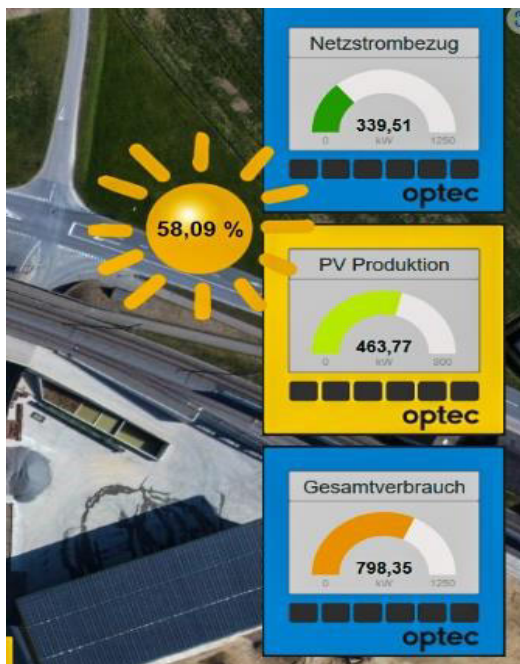 Netzstrombezug
339,51
0 kW 1250
optec
58,09 %
PV Produktion
463,77
0 kW 800
optec
Gesamtverbrauch
798,35
0 kW 1250
optec